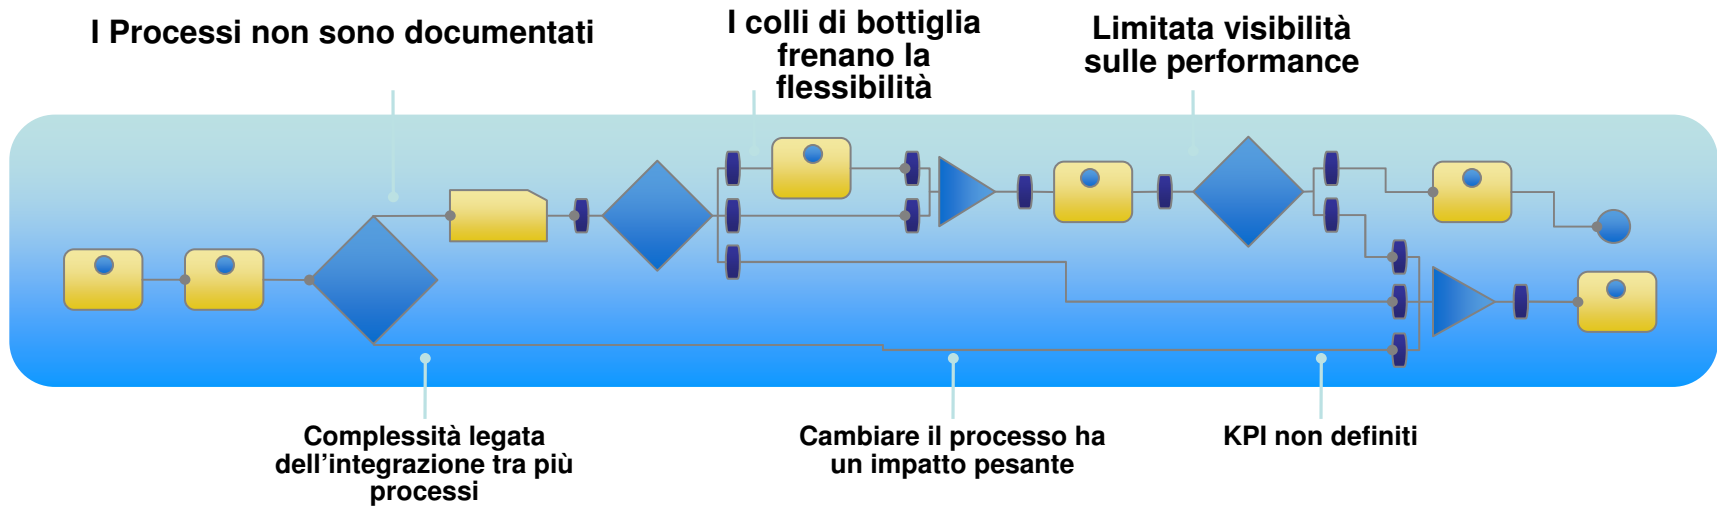 I Processi non sono documentati
I colli di bottiglia
frenano la
flessibilità
Limitata visibilità
sulle performance
Complessità legata
dell’integrazione tra più
processi
Cambiare il processo ha
un impatto pesante
KPI non definiti